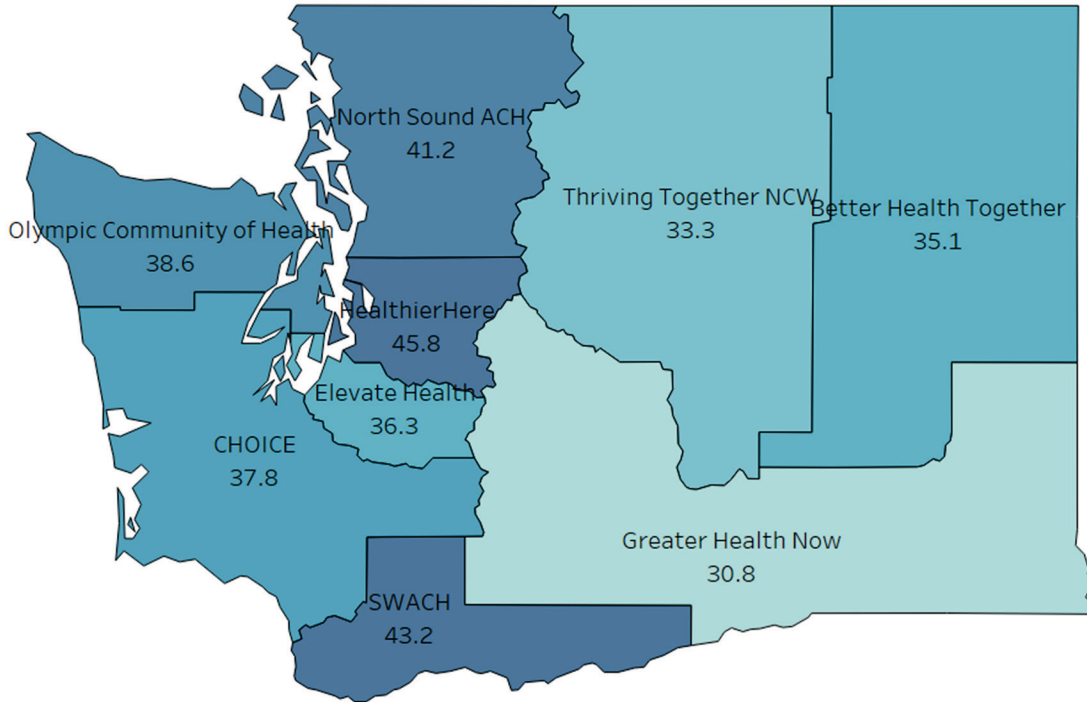 North Sound ACH
41.2
Thriving Together NCW
33.3
Better Health Together
35.1
Olympic Community of Health
38.6
HealthierHere
45.8
Elevate Health
36.3
CHOICE
37.8
Greater Health Now
30.8
SWACH
43.2